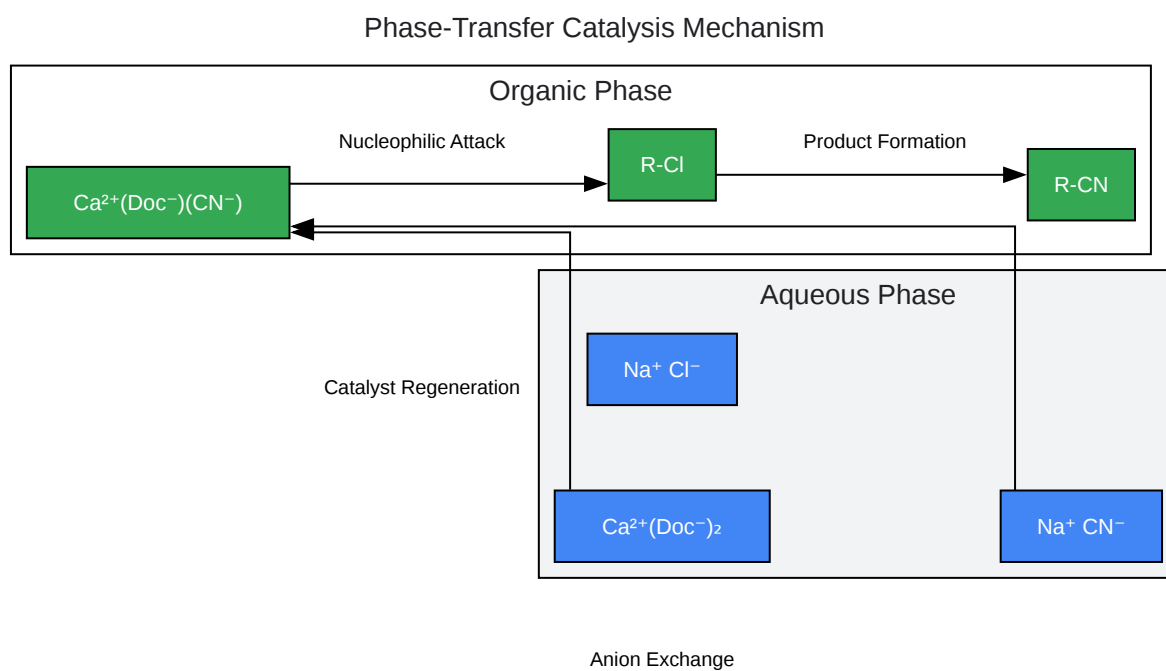 Phase-Transfer Catalysis Mechanism
Organic Phase
Nucleophilic Attack
R-Cl
Product Formation
R-CN
Ca²⁺(Doc⁻)(CN⁻)
Aqueous Phase
Na⁺ Cl⁻
Catalyst Regeneration
Ca²⁺(Doc⁻)₂
Na⁺ CN⁻
Anion Exchange